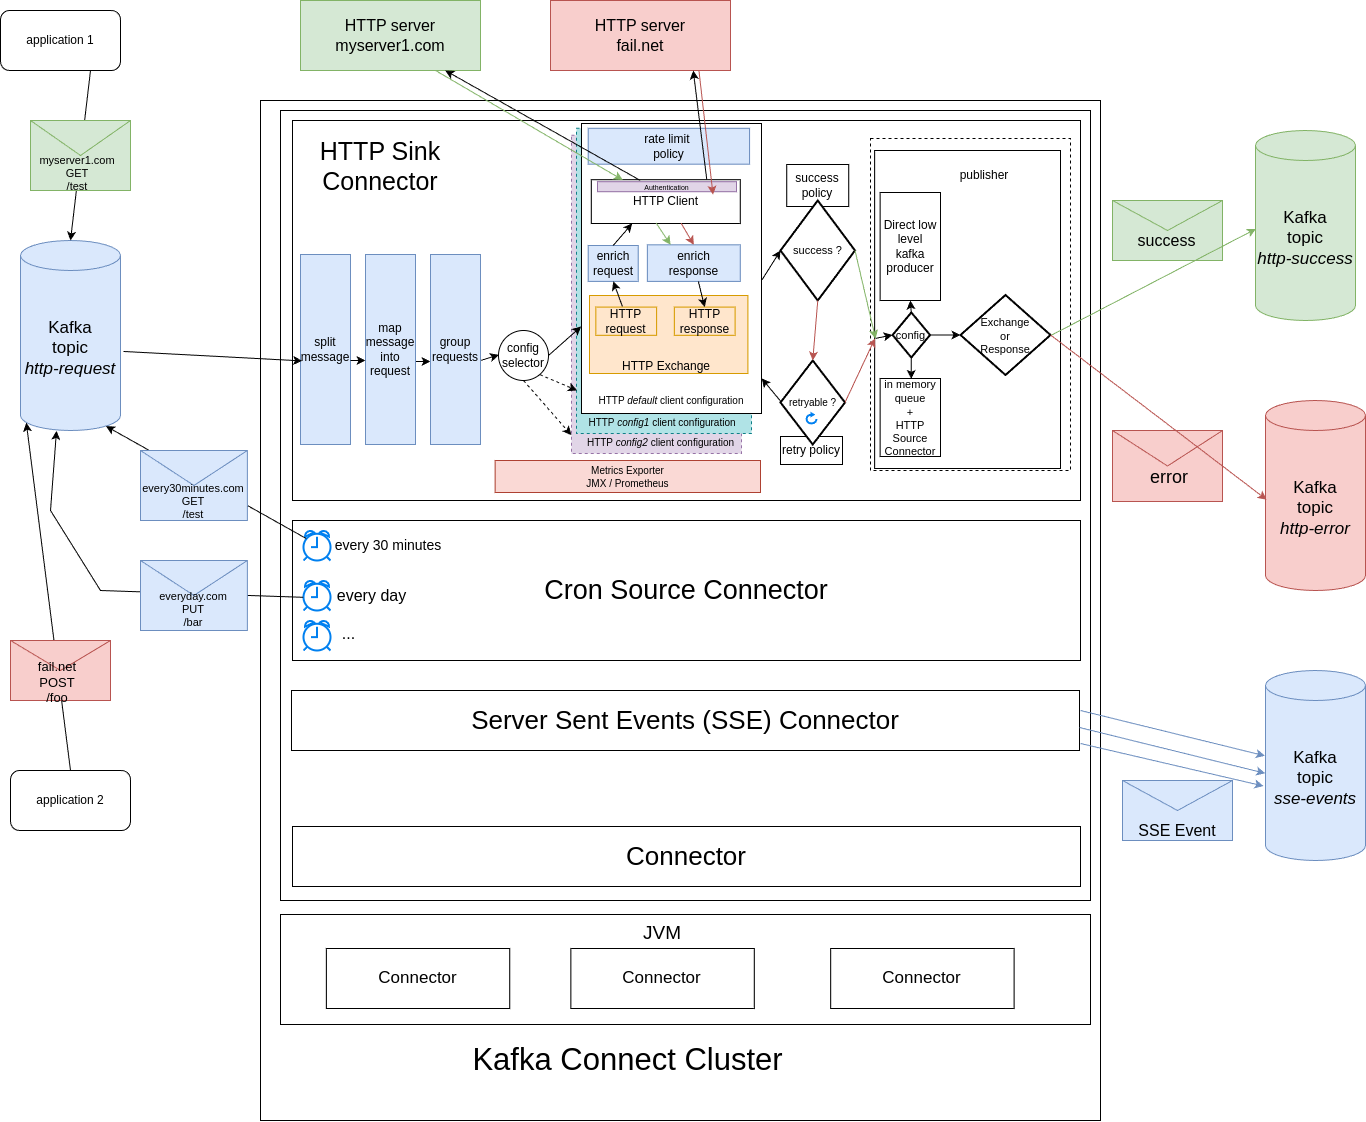 application 1
myserver1.com
GET
/test
Kafka
topic
http-request
every30minutes.com
GET
/test
everyday.com
PUT
/bar
fail.net
POST
/foo
application 2
HTTP server
myserver1.com
HTTP server
fail.net
HTTP Sink
Connector
split
message
map
message
into
request
group
requests
config
selector
rate limit
policy
Authentication
HTTP Client
enrich
request
enrich
response
HTTP
request
HTTP
response
HTTP Exchange
HTTP default client configuration
HTTP config1 client configuration
HTTP config2 client configuration
Metrics Exporter
JMX / Prometheus
success
policy
success ?
retryable ?
retry policy
publisher
Direct low
level
kafka
producer
config
Exchange
or
Response
in memory
queue
+
HTTP
Source
Connector
every 30 minutes
every day
...
Cron Source Connector
Server Sent Events (SSE) Connector
Connector
JVM
Connector
Connector
Connector
Kafka Connect Cluster
success
Kafka
topic
http-success
error
Kafka
topic
http-error
SSE Event
Kafka
topic
sse-events